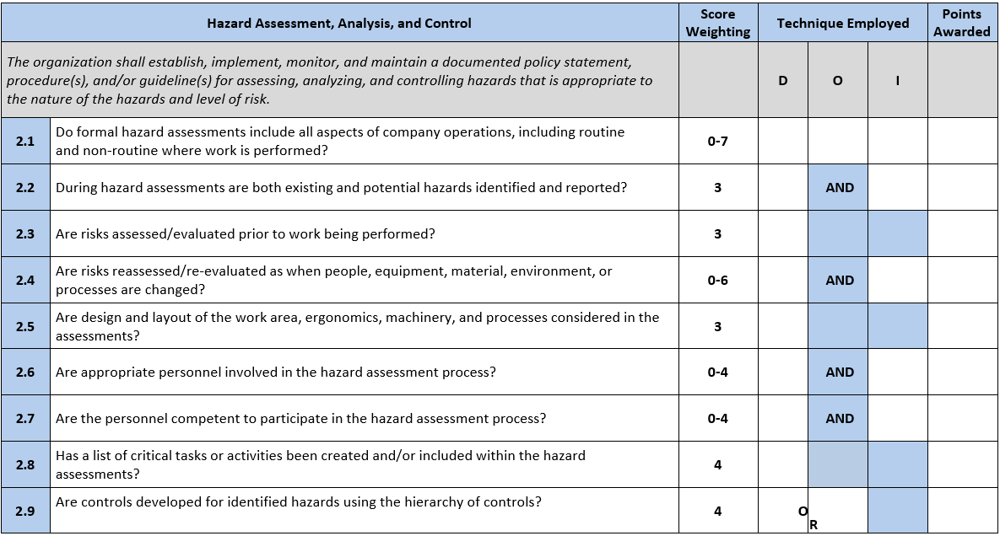 Hazard Assessment, Analysis, and Control
Score
Weighting
Technique Employed
Points
Awarded
The organization shall establish, implement, monitor, and maintain a documented policy statement,
procedure(s), and/or guideline(s) for assessing, analyzing, and controlling hazards that is appropriate to
the nature of the hazards and level of risk.
D
O
I
2.1
Do formal hazard assessments include all aspects of company operations, including routine
and non-routine where work is performed?
0-7
2.2
During hazard assessments are both existing and potential hazards identified and reported?
3
AND
2.3
Are risks assessed/evaluated prior to work being performed?
3
2.4
Are risks reassessed/re-evaluated as when people, equipment, material, environment, or
processes are changed?
0-6
AND
2.5
Are design and layout of the work area, ergonomics, machinery, and processes considered in the
assessments?
3
2.6
Are appropriate personnel involved in the hazard assessment process?
0-4
AND
2.7
Are the personnel competent to participate in the hazard assessment process?
0-4
AND
2.8
Has a list of critical tasks or activities been created and/or included within the hazard
assessments?
4
2.9
Are controls developed for identified hazards using the hierarchy of controls?
4
O
R